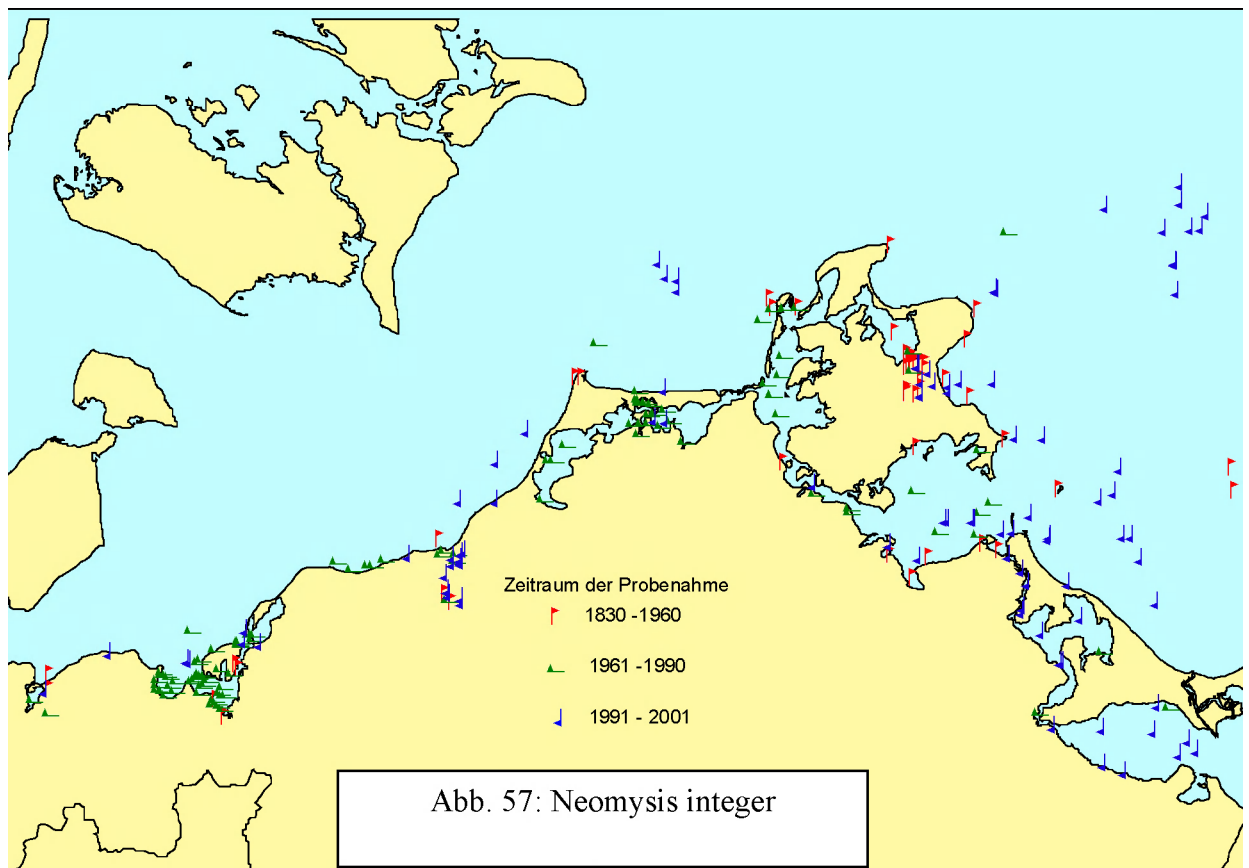 Zeitraum der Probenahme
1830 -1960
1961 -1990
1991 - 2001
Abb. 57: Neomysis integer